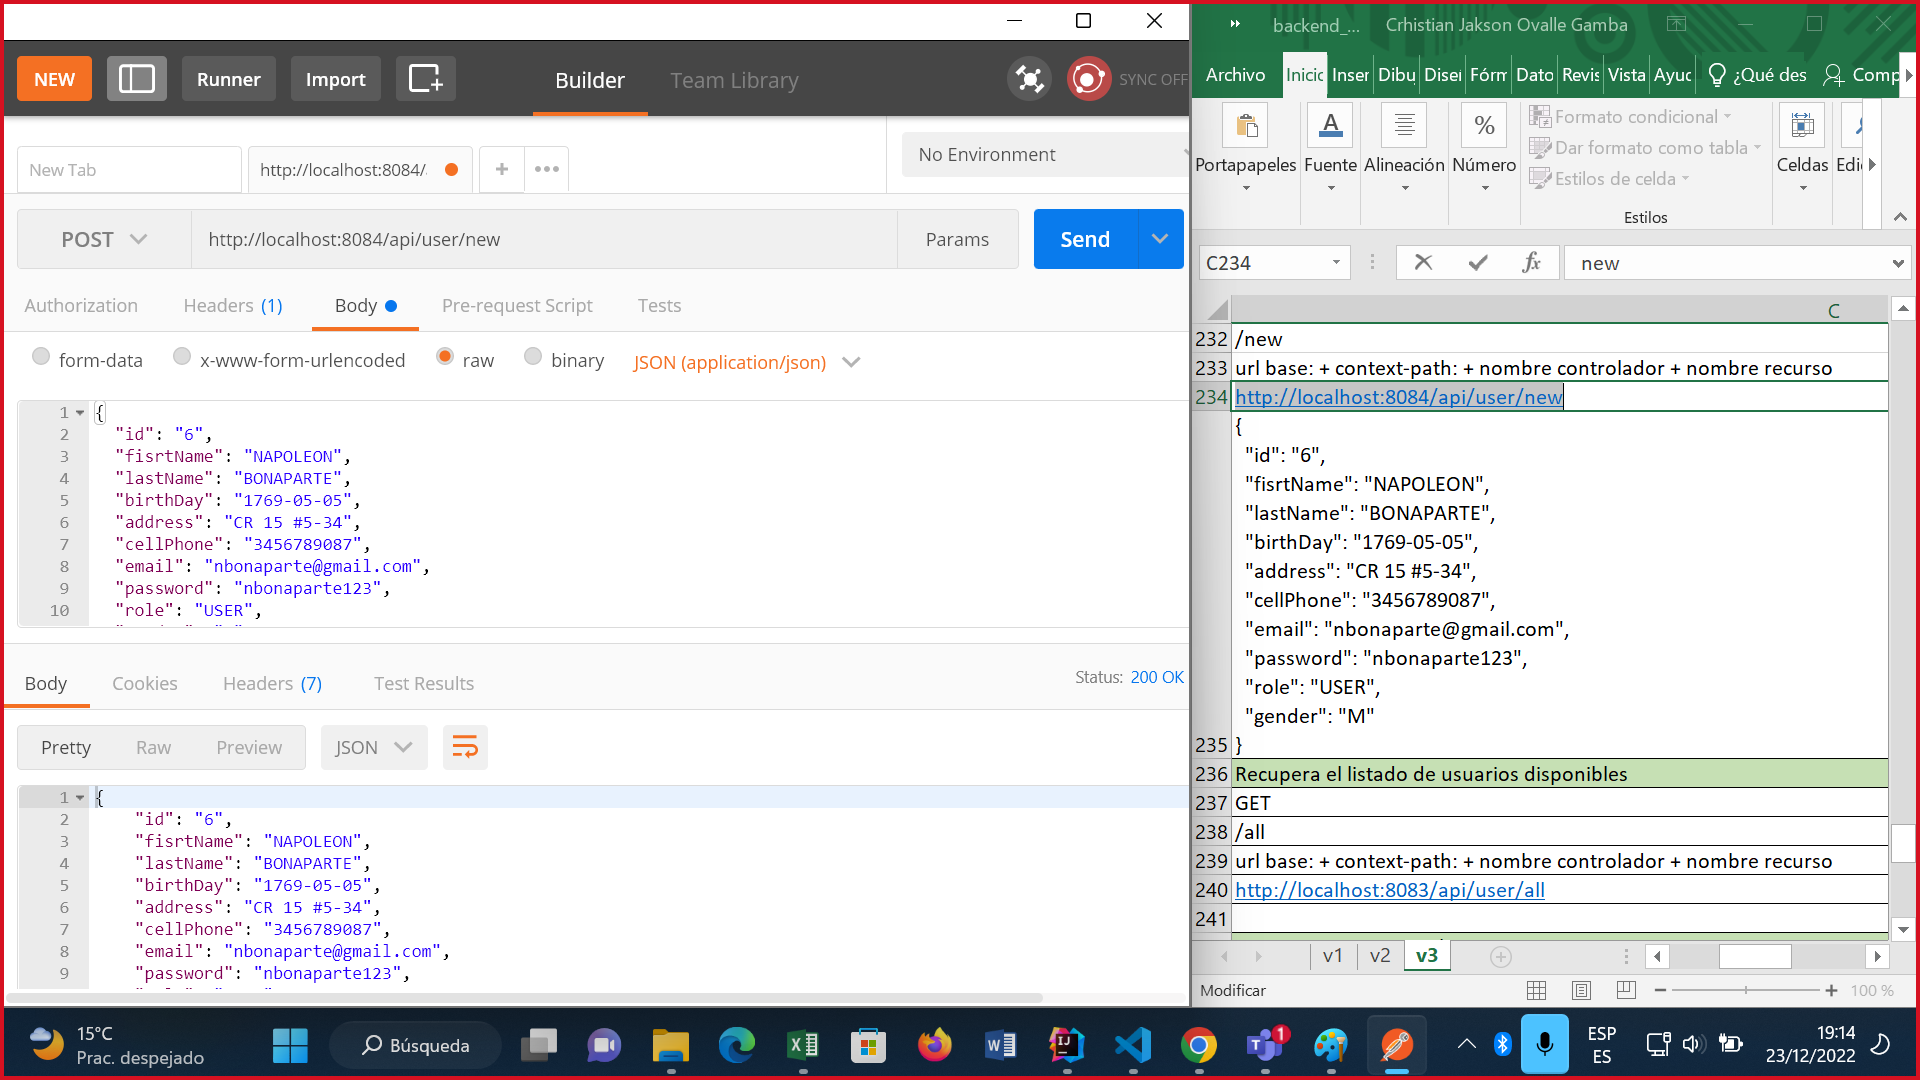 NEW
Runner
Import
Builder
Team Library
SYNC OFF
New Tab
http://localhost:8084/
No Environment
POST
http://localhost:8084/api/user/new
Params
Send
Authorization
Headers (1)
Body
Pre-request Script
Tests
form-data
x-www-form-urlencoded
raw
binary
JSON (application/json)
1 {
2 "id": "6",
3 "fisrtName": "NAPOLEON",
4 "lastName": "BONAPARTE",
5 "birthDay": "1769-05-05",
6 "address": "CR 15 #5-34",
7 "cellPhone": "3456789087",
8 "email": "nbonaparte@gmail.com",
9 "password": "nbonaparte123",
10 "role": "USER",
Body
Cookies
Headers (7)
Test Results
Status: 200 OK
Pretty
Raw
Preview
JSON
1 {
2 "id": "6",
3 "fisrtName": "NAPOLEON",
4 "lastName": "BONAPARTE",
5 "birthDay": "1769-05-05",
6 "address": "CR 15 #5-34",
7 "cellPhone": "3456789087",
8 "email": "nbonaparte@gmail.com",
9 "password": "nbonaparte123",
backend_...
Crhistian Jakson Ovalle Gamba
Archivo
Inicio
Inser
Dibu
Disei
Fórm
Dato
Revis
Vista
Ayuc
¿Qué des
Comp
Portapapeles
Fuente
Alineación
Número
Formato condicional
Dar formato como tabla
Estilos de celda
Estilos
Celdas
Edi
C234
fx
new
C
232 /new
233 url base: + context-path: + nombre controlador + nombre recurso
234 http://localhost:8084/api/user/new
{
"id": "6",
"fisrtName": "NAPOLEON",
"lastName": "BONAPARTE",
"birthDay": "1769-05-05",
"address": "CR 15 #5-34",
"cellPhone": "3456789087",
"email": "nbonaparte@gmail.com",
"password": "nbonaparte123",
"role": "USER",
"gender": "M"
235 }
236 Recupera el listado de usuarios disponibles
237 GET
238 /all
239 url base: + context-path: + nombre controlador + nombre recurso
240 http://localhost:8083/api/user/all
241
v1
v2
v3
Modificar
100 %
15°C
Prac. despejado
Búsqueda
1
ESP
ES
19:14
23/12/2022